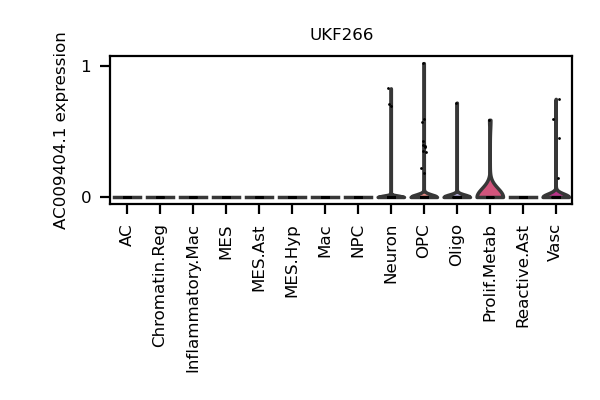 UKF266
AC009404.1 expression
1
0
AC
Chromatin.Reg
Inflammatory.Mac
MES
MES.Ast
MES.Hyp
Mac
NPC
Neuron
OPC
Oligo
Prolif.Metab
Reactive.Ast
Vasc